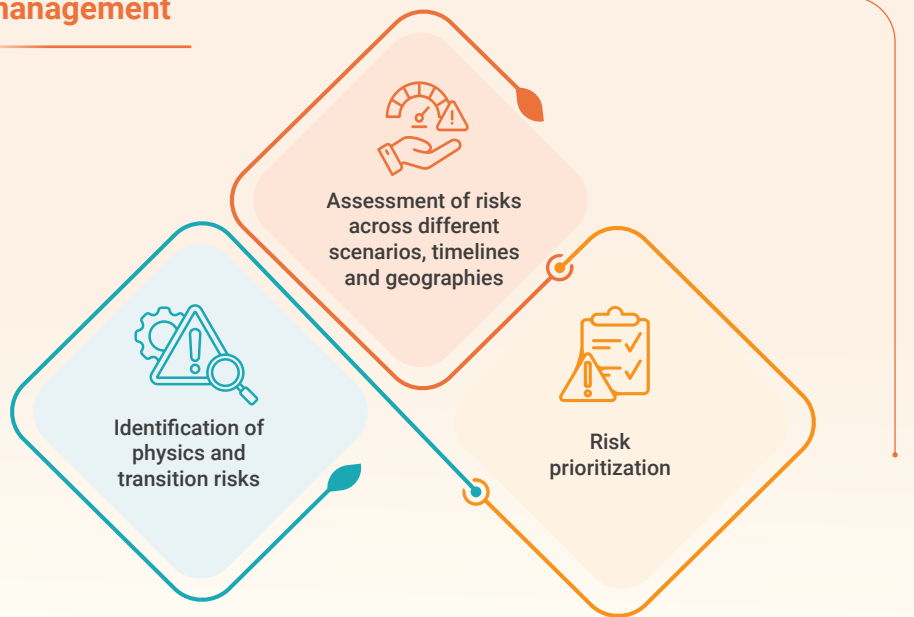 management
Assessment of risks
across different
scenarios, timelines
and geographies
Identification of
physics and
transition risks
Risk
prioritization